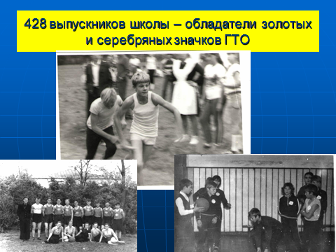 428 выпускников школы – обладатели золотых
и серебряных значков ГТО